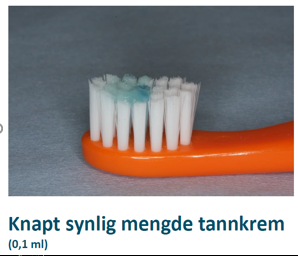 Knapt synlig mengde tannkrem
(0,1 ml)